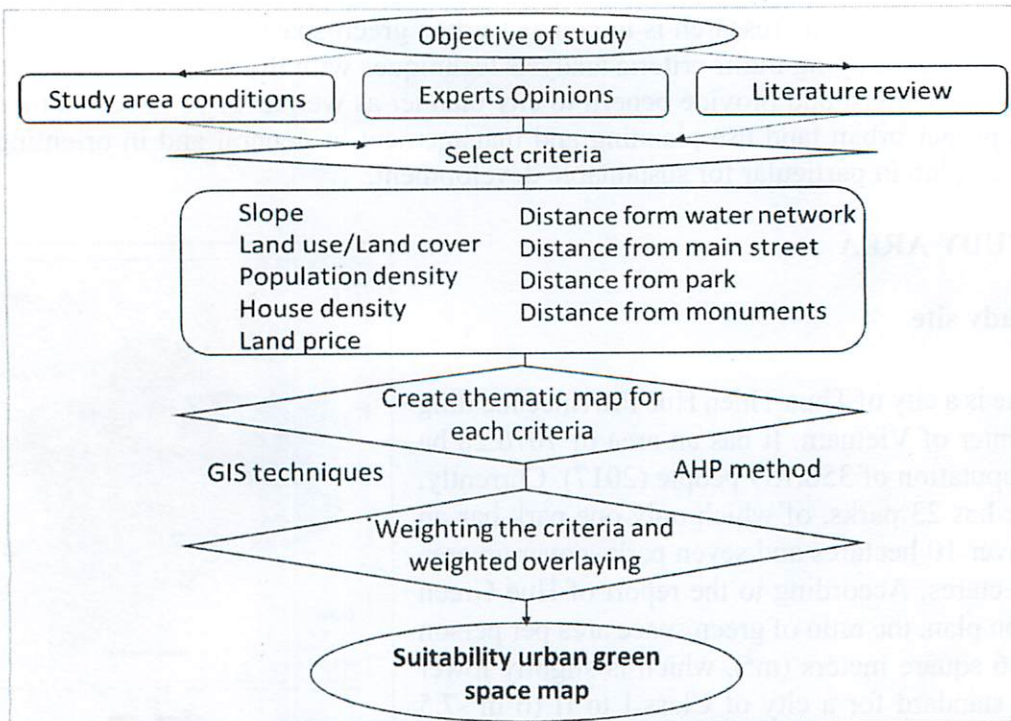 Objective of study
Study area conditions
Experts Opinions
Literature review
Select criteria
Slope
Land use/Land cover
Population density
House density
Land price
Distance form water network
Distance from main street
Distance from park
Distance from monuments
Create thematic map for
each criteria
GIS techniques
AHP method
Weighting the criteria and
weighted overlaying
Suitability urban green
space map